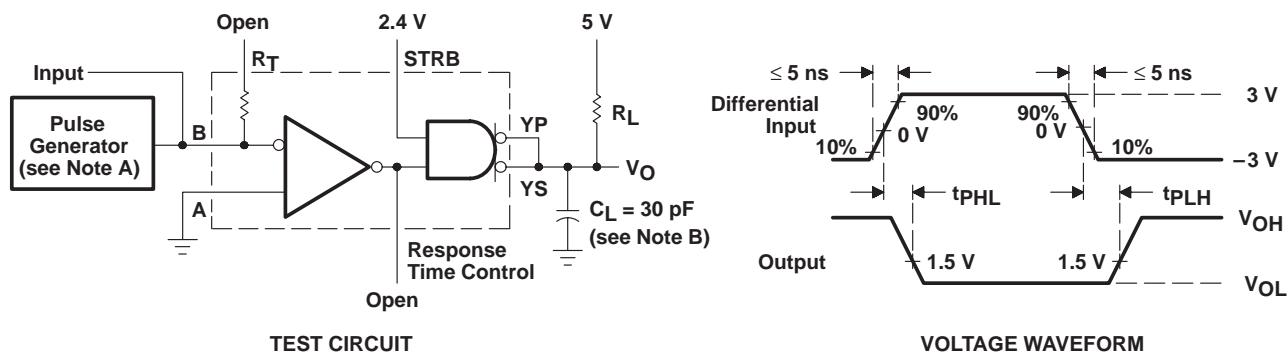 Open
2.4 V
5 V
Input
RT
STRB
Pulse
Generator
(see Note A)
B
A
YP
YS
RL
VO
CL = 30 pF
(see Note B)
Response
Time Control
Open
TEST CIRCUIT
≤ 5 ns
≤ 5 ns
Differential
Input
3 V
90%
90%
0 V
0 V
10%
10%
−3 V
tPHL
tPLH
VOH
Output
1.5 V
1.5 V
VOL
VOLTAGE WAVEFORM